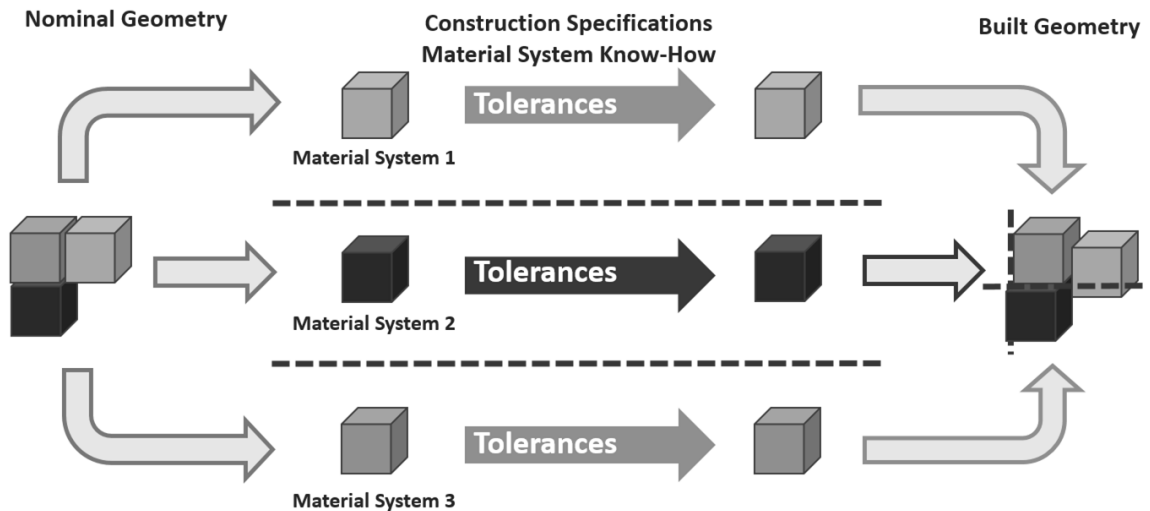 Nominal Geometry
Construction Specifications
Material System Know-How
Built Geometry
Tolerances
Material System 1
Tolerances
Material System 2
Tolerances
Material System 3